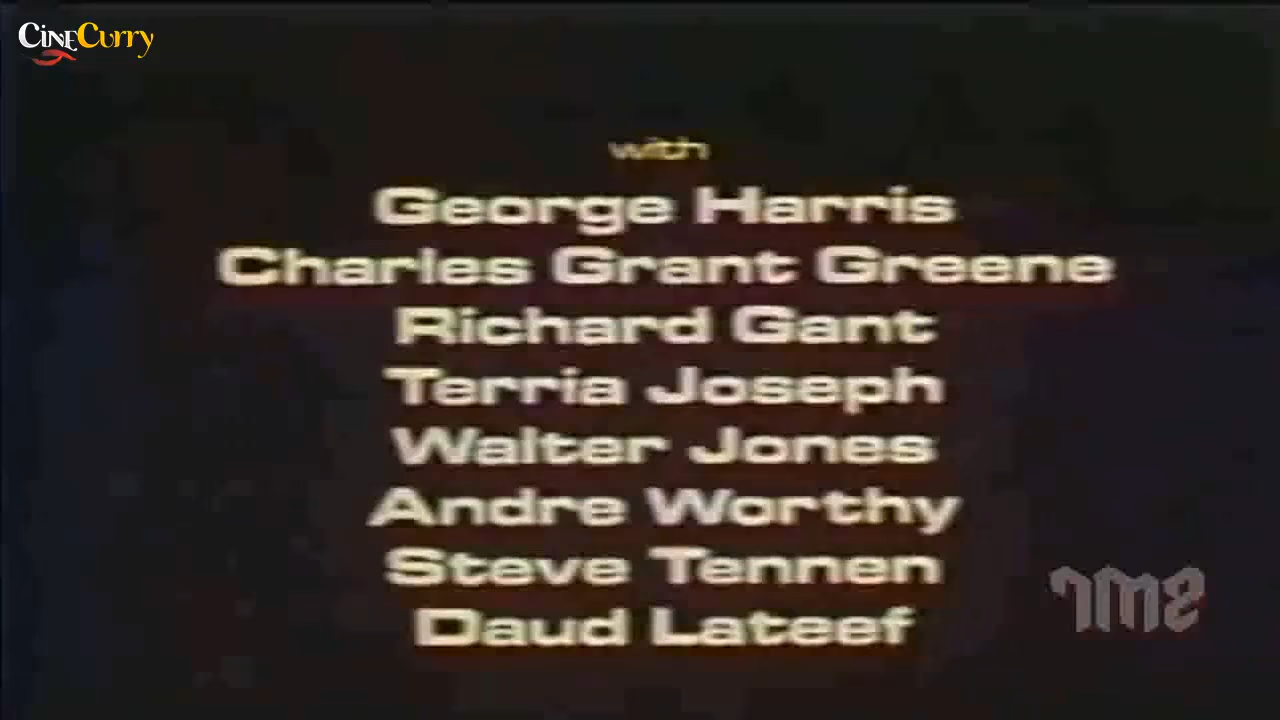 CineCurry
with
George Harris
Charles Grant Greene
Richard Gant
Terria Joseph
Walter Jones
Andre Worthy
Steve Tennen
Daud Lateef